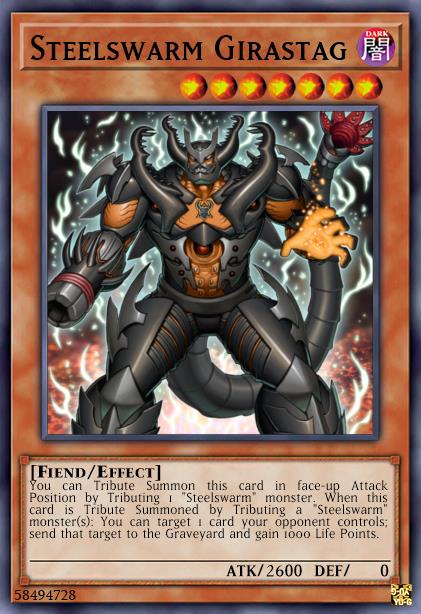 STEELSWARM GIRASTAG
DARK
闇
[FIEND/EFFECT]
You can Tribute Summon this card in face-up Attack
Position by Tributing 1 "Steelswarm" monster. When this
card is Tribute Summoned by Tributing a "Steelswarm"
monster(s): You can target 1 card your opponent controls;
send that target to the Graveyard and gain 1000 Life Points.
ATK/2600 DEF/ 0
58494728